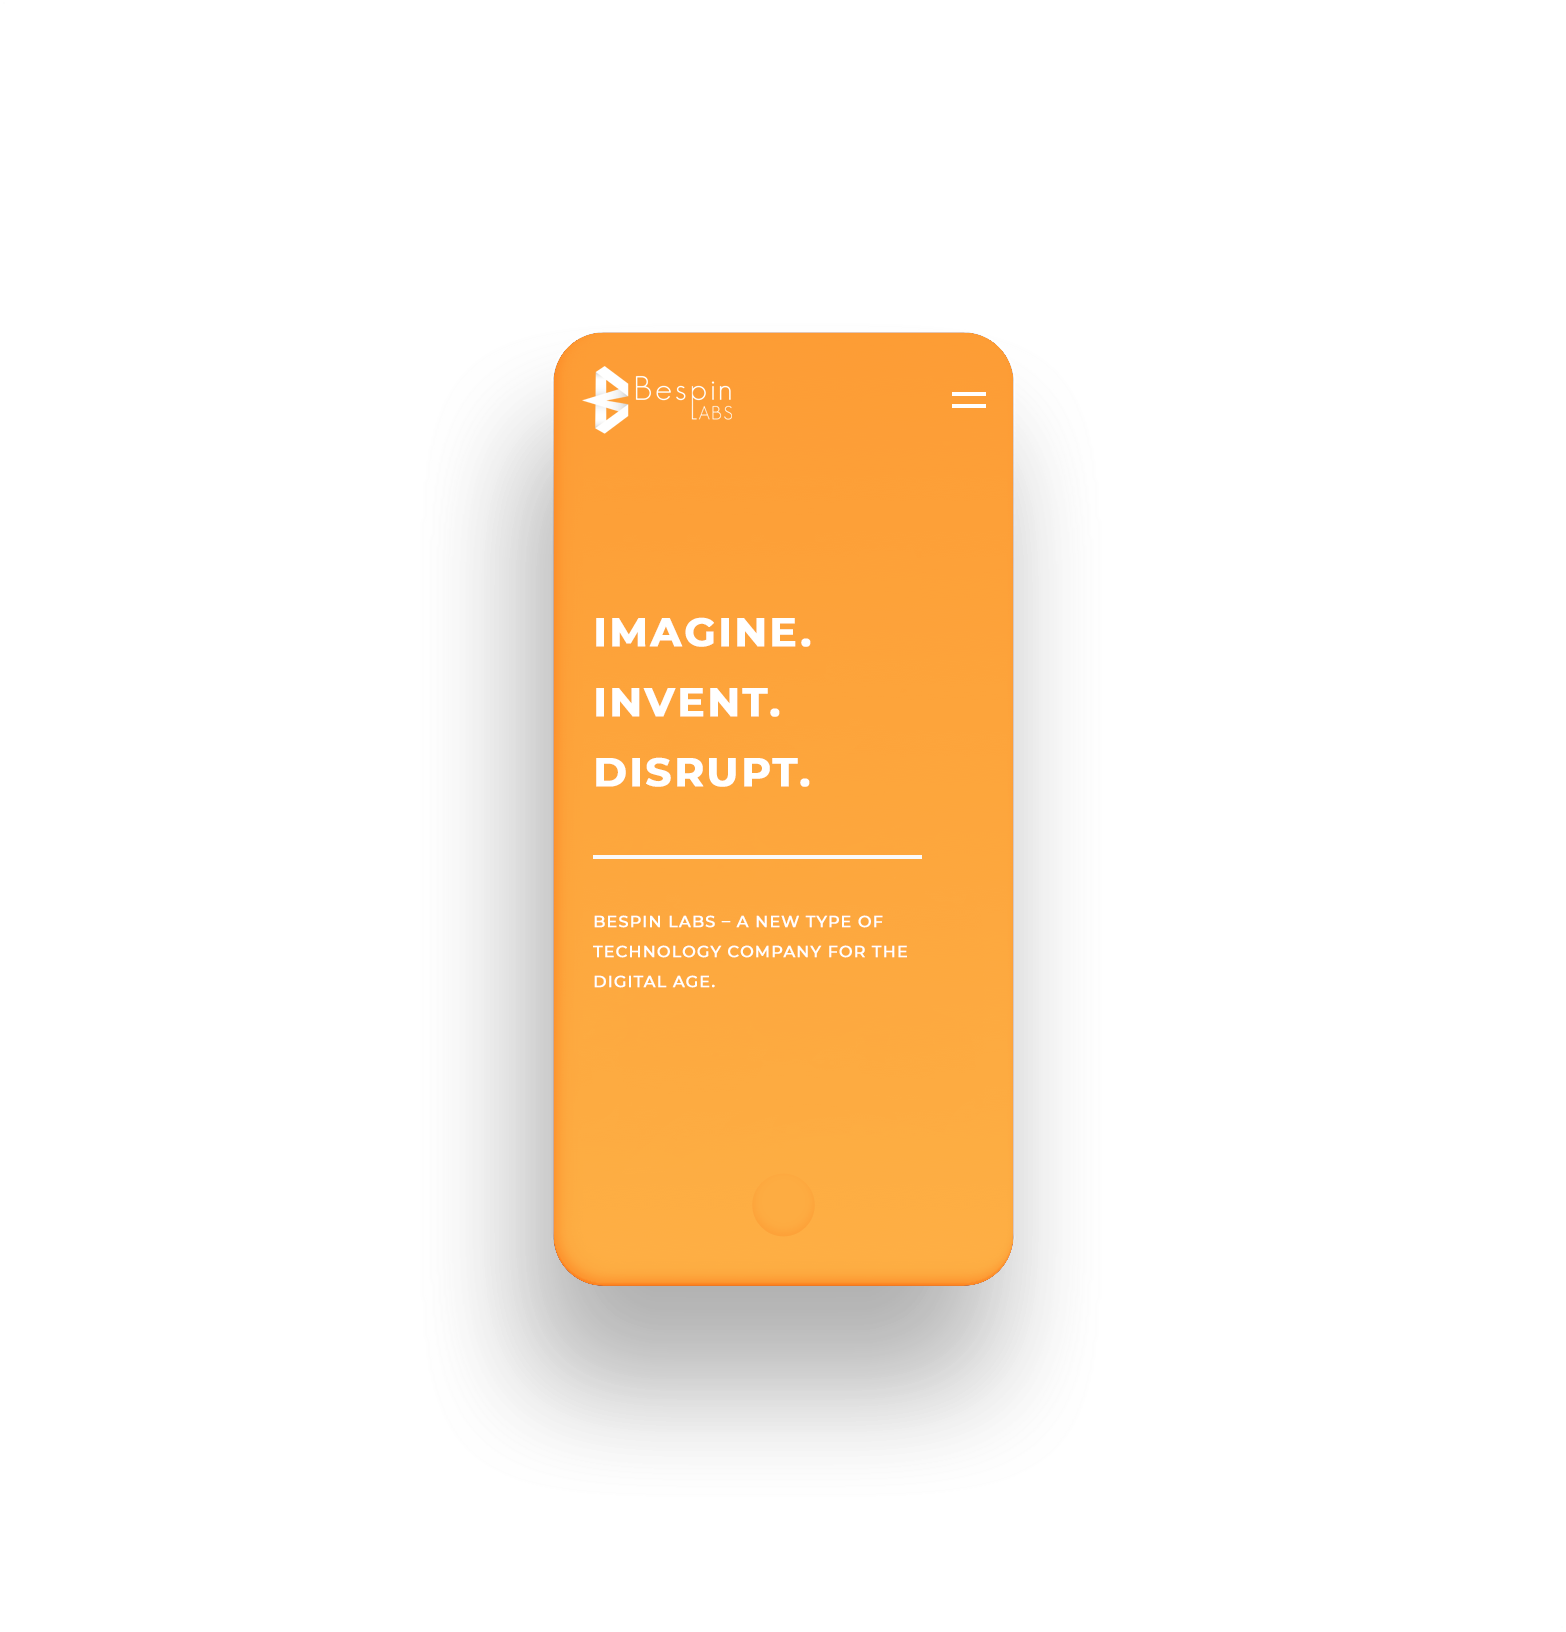 Bespin
LABS
IMAGINE.
INVENT.
DISRUPT.
BESPIN LABS – A NEW TYPE OF
TECHNOLOGY COMPANY FOR THE
DIGITAL AGE.